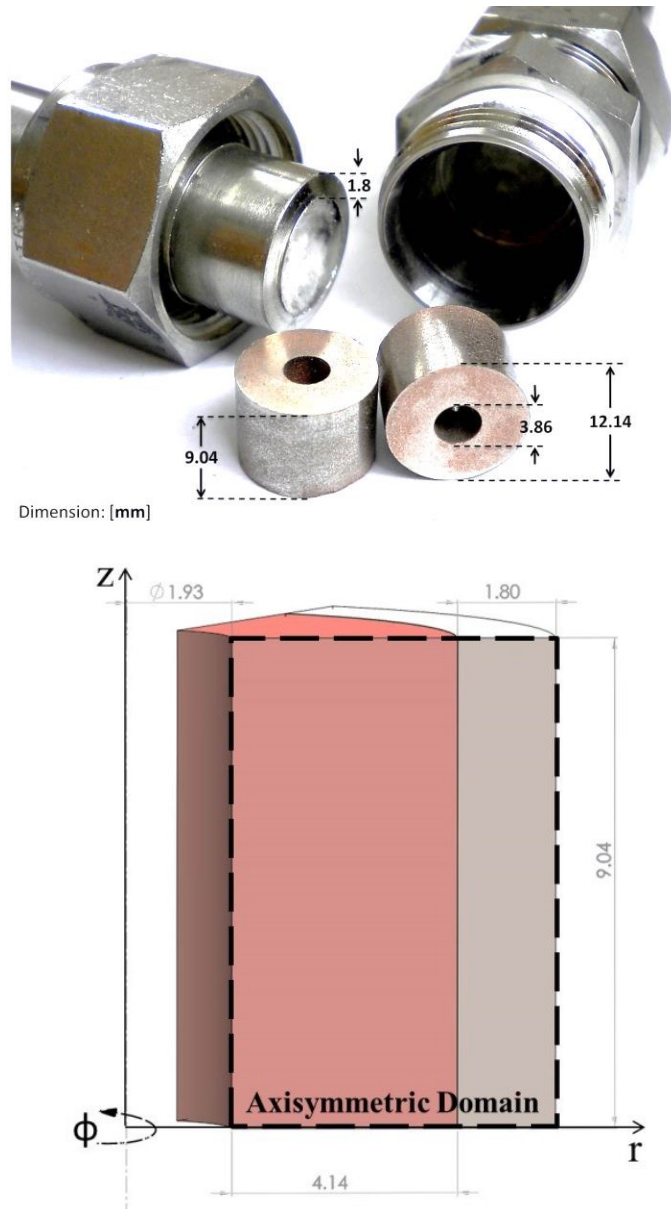 1.8
9.04
3.86
12.14
Dimension: [mm]
z
∅1.93
1.80
9.04
Axisymmetric Domain
ϕ
r
4.14